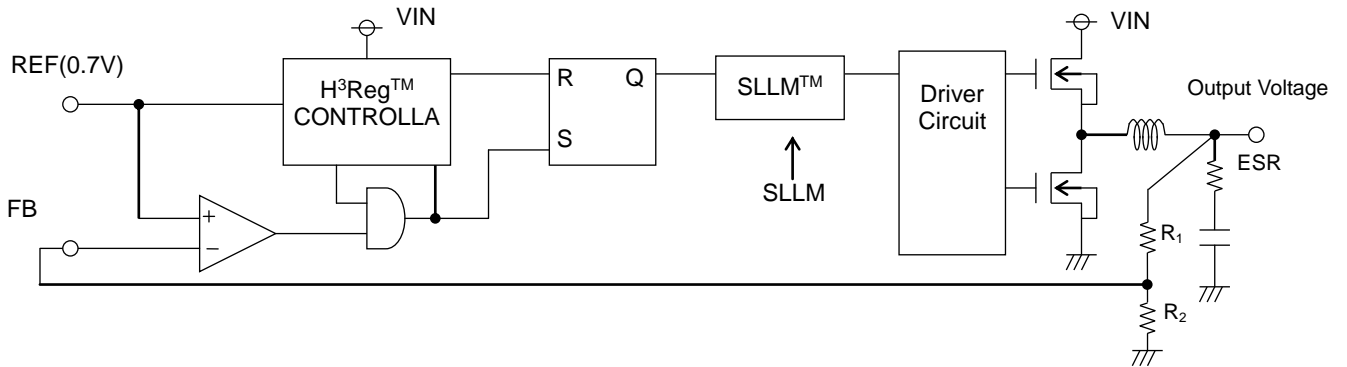 VIN
VIN
REF(0.7V)
H³Reg™
CONTROLLA
R
Q
S
SLLM™
SLLM
Driver
Circuit
Output Voltage
ESR
FB
+
−
R₁
R₂